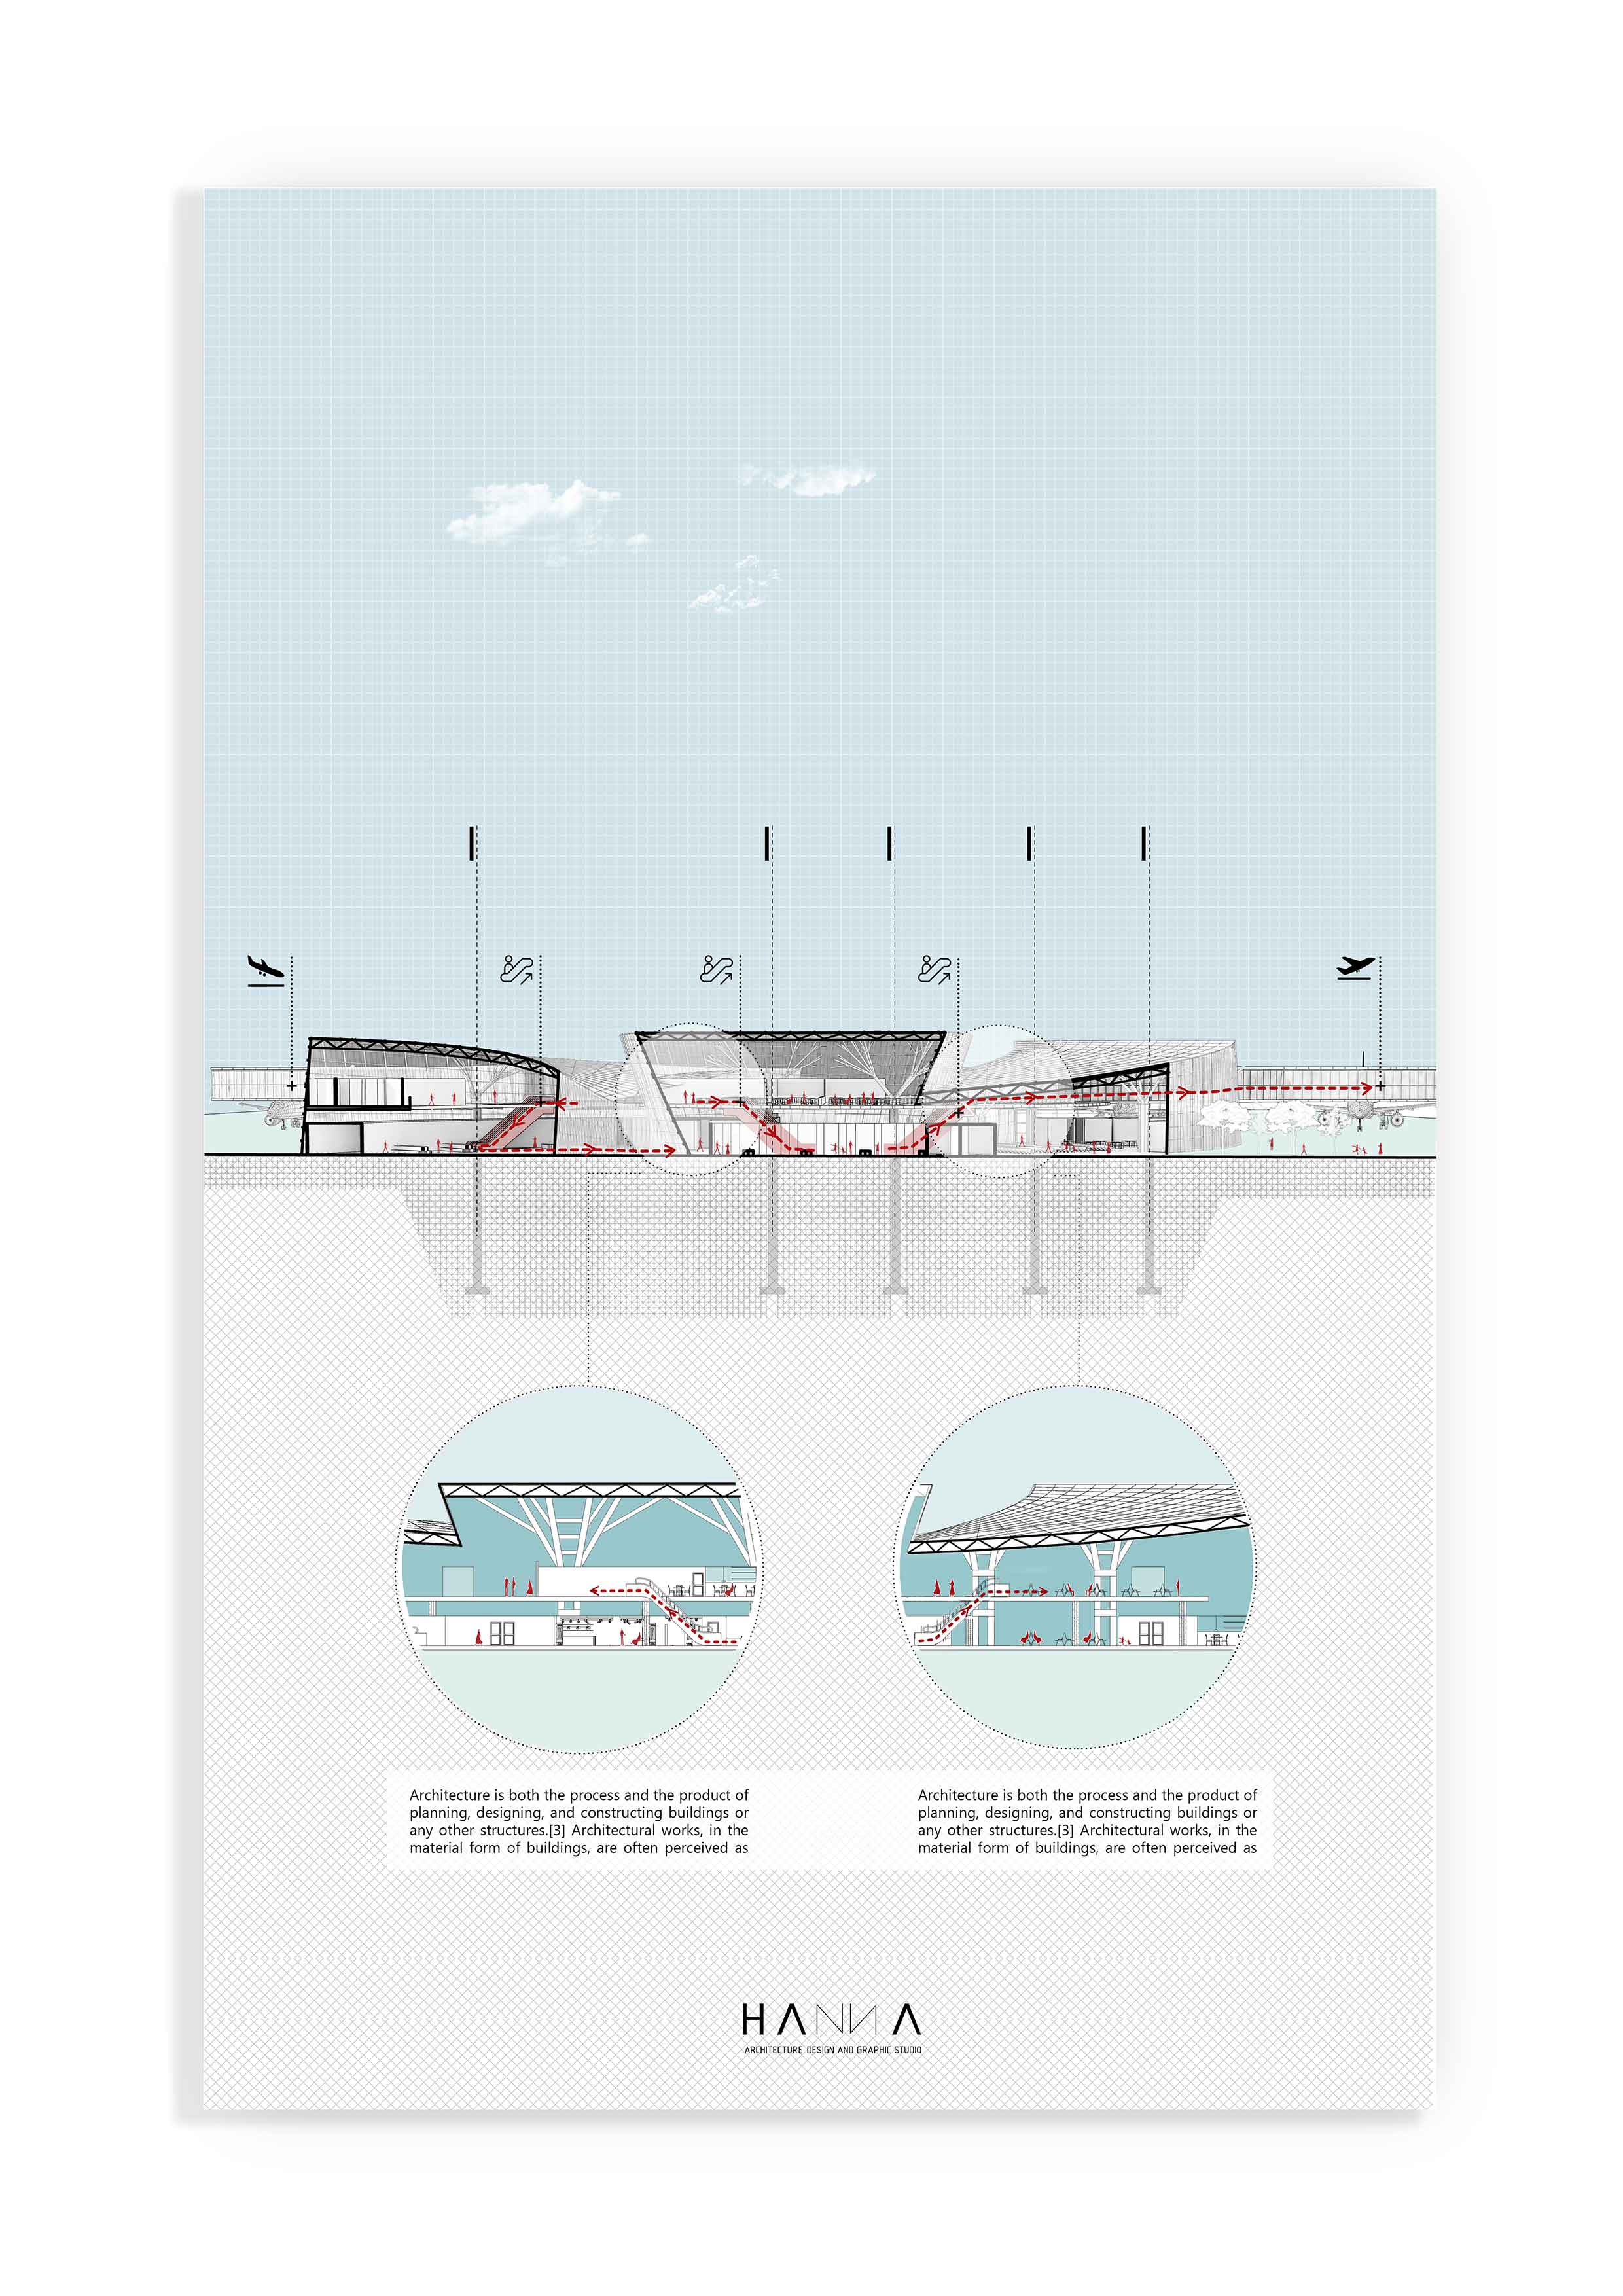 Architecture is both the process and the product of
planning, designing, and constructing buildings or
any other structures.[3] Architectural works, in the
material form of buildings, are often perceived as
Architecture is both the process and the product of
planning, designing, and constructing buildings or
any other structures.[3] Architectural works, in the
material form of buildings, are often perceived as
HANNA
ARCHITECTURE DESIGN AND GRAPHIC STUDIO